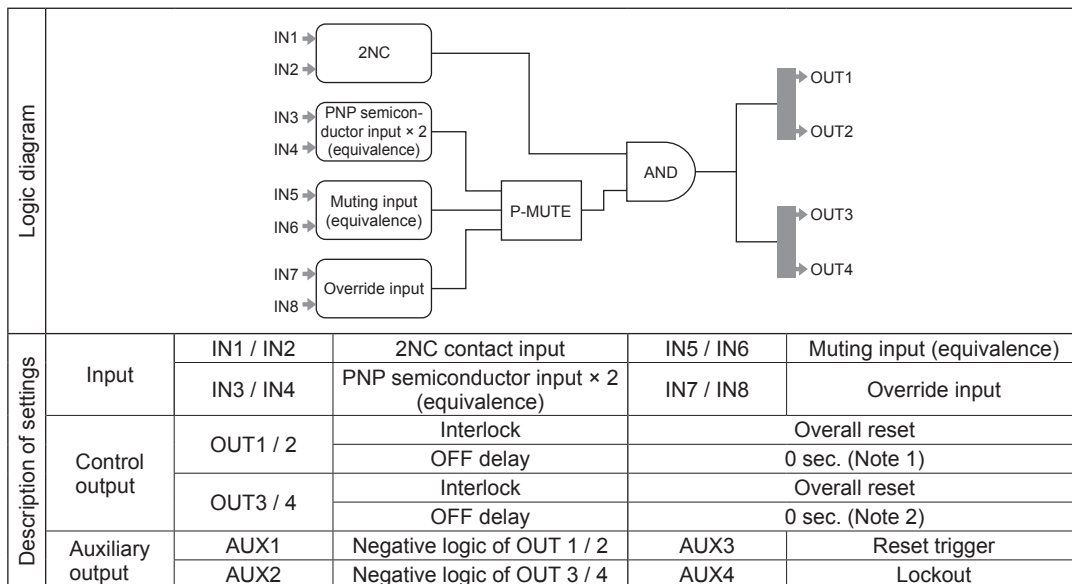 Logic diagram
IN1
IN2
2NC
IN3
IN4
PNP semicon-
ductor input × 2
(equivalence)
IN5
IN6
Muting input
(equivalence)
IN7
IN8
Override input
P-MUTE
AND
OUT1
OUT2
OUT3
OUT4
Description of settings
Input
IN1 / IN2
2NC contact input
IN5 / IN6
Muting input (equivalence)
IN3 / IN4
PNP semiconductor input × 2
(equivalence)
IN7 / IN8
Override input
Control
output
OUT1 / 2
Interlock
Overall reset
OFF delay
0 sec. (Note 1)
OUT3 / 4
Interlock
Overall reset
OFF delay
0 sec. (Note 2)
Auxiliary
output
AUX1
Negative logic of OUT 1 / 2
AUX3
Reset trigger
AUX2
Negative logic of OUT 3 / 4
AUX4
Lockout